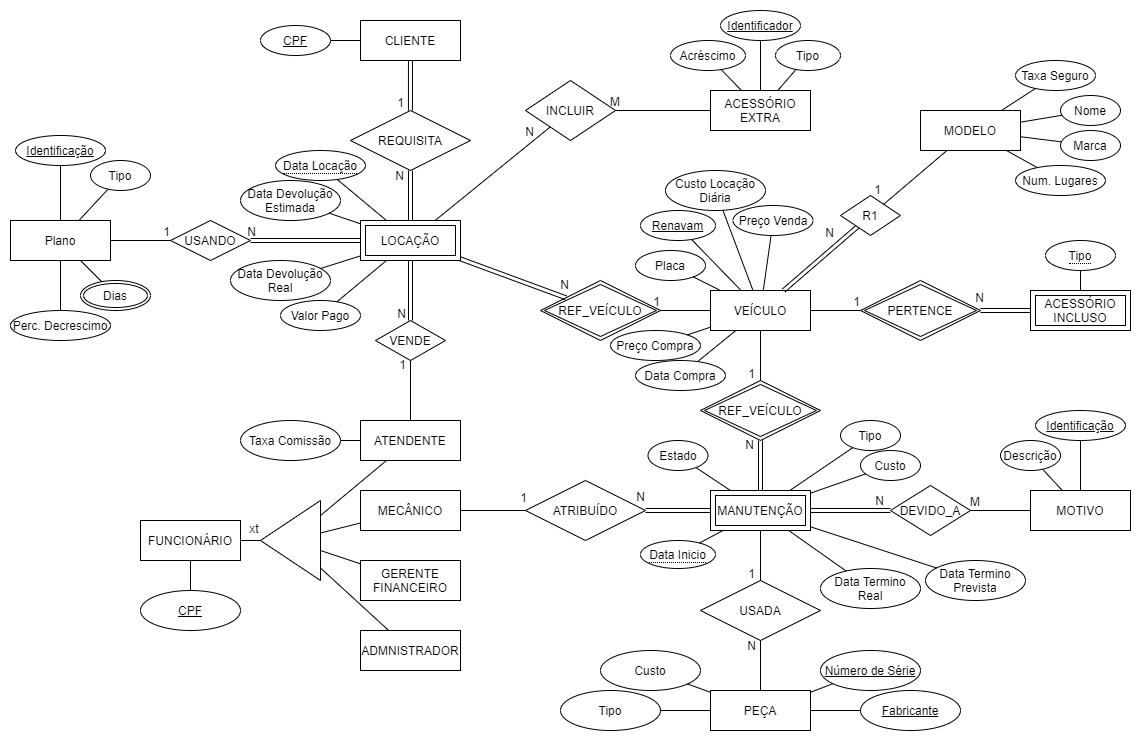 Identificador
CPF
CLIENTE
Acréscimo
Tipo
Taxa Seguro
1
INCLUIR
M
ACESSÓRIO
EXTRA
Nome
N
MODELO
REQUISITA
Marca
Identificação
Data Locação
N
Tipo
Custo Locação
Diária
1
Num. Lugares
Data Devolução
Estimada
Preço Venda
R1
Renavam
N
Plano
1
USANDO
N
LOCAÇÃO
Tipo
Placa
Data Devolução
Real
Dias
N
1
VEÍCULO
1
PERTENCE
N
ACESSÓRIO
INCLUSO
REF_VEÍCULO
Valor Pago
N
Perc. Decrescimo
VENDE
Preço Compra
1
Data Compra
1
REF_VEÍCULO
Identificação
Taxa Comissão
ATENDENTE
Tipo
N
Estado
Descrição
Custo
1
N
N
M
MECÂNICO
ATRIBUÍDO
MANUTENÇÃO
DEVIDO_A
MOTIVO
xt
FUNCIONÁRIO
Data Inicio
GERENTE
FINANCEIRO
1
Data Termino
Real
Data Termino
Prevista
CPF
USADA
N
ADMNISTRADOR
Custo
Número de Série
Tipo
PEÇA
Fabricante